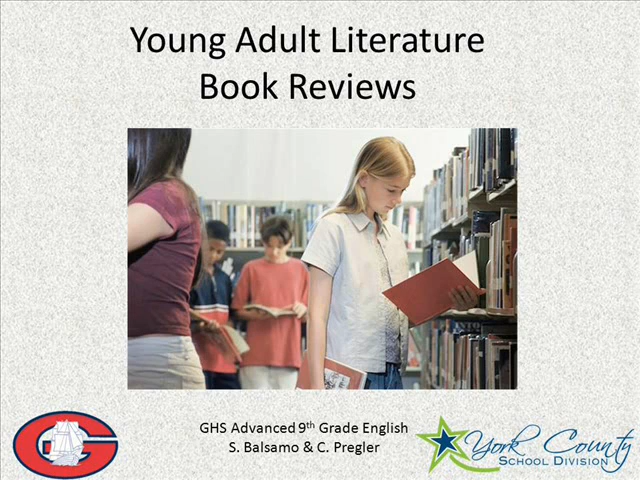 Young Adult Literature
Book Reviews
GHS Advanced 9th Grade English
S. Balsamo & C. Pregler
G
York County
SCHOOL DIVISION